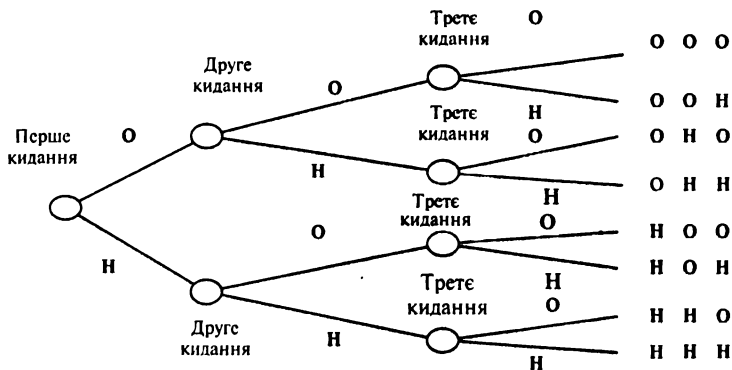 Третє О
кидання
О О О
Друге
кидання
О
О О Н
Третє
кидання
Н
О
О Н О
Перше
кидання
О
Н
О Н Н
Третє
кидання
Н
О
О
Н О О
Н
Н О Н
Третє
кидання
Н
О
Н Н О
Друге
кидання
Н
Н
Н Н Н